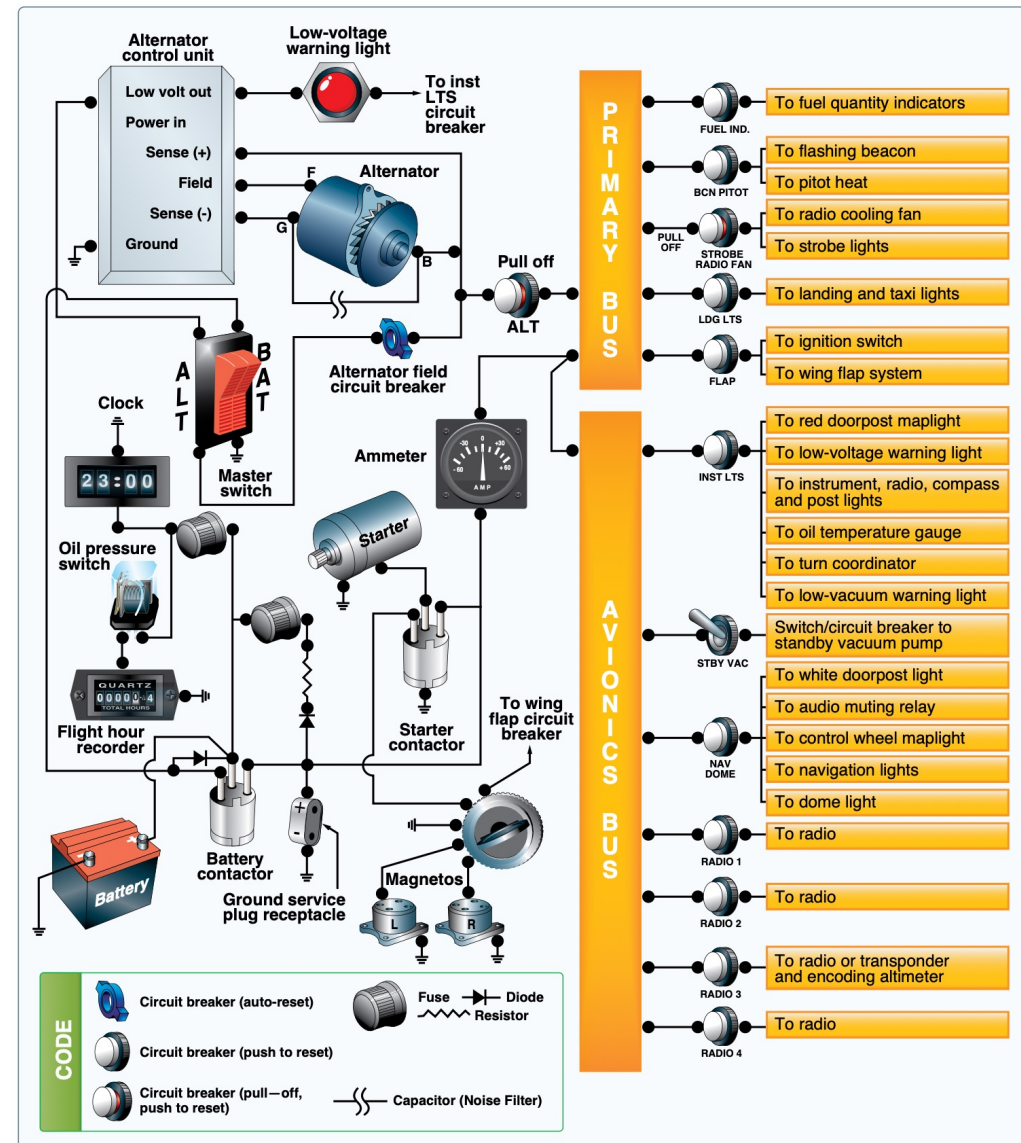 Alternator
control unit
Low volt out
Power in
Sense (+)
Field
Sense (-)
Ground
Low-voltage
warning light
To inst
LTS
circuit
breaker
F
Alternator
G
B
Pull off
ALT
Alternator field
circuit breaker
ALT
BAT
Master
switch
Clock
23:00
Oil pressure
switch
QUARTZ
TOTAL HOURS
Flight hour
recorder
Ammeter
-60
-30
0
+30
+60
AMP
Starter
Starter
contactor
To wing
flap circuit
breaker
Battery
Battery
contactor
+
-
Ground service
plug receptacle
Magnetos
L
R
PRIMARY BUS
FUEL IND.
To fuel quantity indicators
BCN PITOT
To flashing beacon
To pitot heat
PULL
OFF
STROBE
RADIO FAN
To radio cooling fan
To strobe lights
LDG LTS
To landing and taxi lights
FLAP
To ignition switch
To wing flap system
AVIONICS BUS
INST LTS
To red doorpost maplight
To low-voltage warning light
To instrument, radio, compass
and post lights
To oil temperature gauge
To turn coordinator
To low-vacuum warning light
STBY VAC
Switch/circuit breaker to
standby vacuum pump
NAV
DOME
To white doorpost light
To audio muting relay
To control wheel maplight
To navigation lights
To dome light
RADIO 1
To radio
RADIO 2
To radio
RADIO 3
To radio or transponder
and encoding altimeter
RADIO 4
To radio
CODE
Circuit breaker (auto-reset)
Circuit breaker (push to reset)
Circuit breaker (pull—off,
push to reset)
Fuse
Diode
Resistor
Capacitor (Noise Filter)